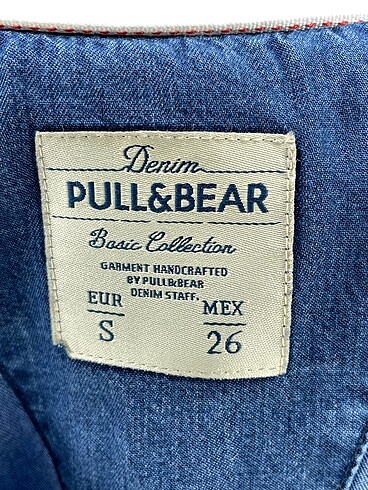 Denim
PULL&BEAR
Basic Collection
GARMENT HANDCRAFTED
BY PULL&BEAR
DENIM STAFF.
EUR MEX
S 26